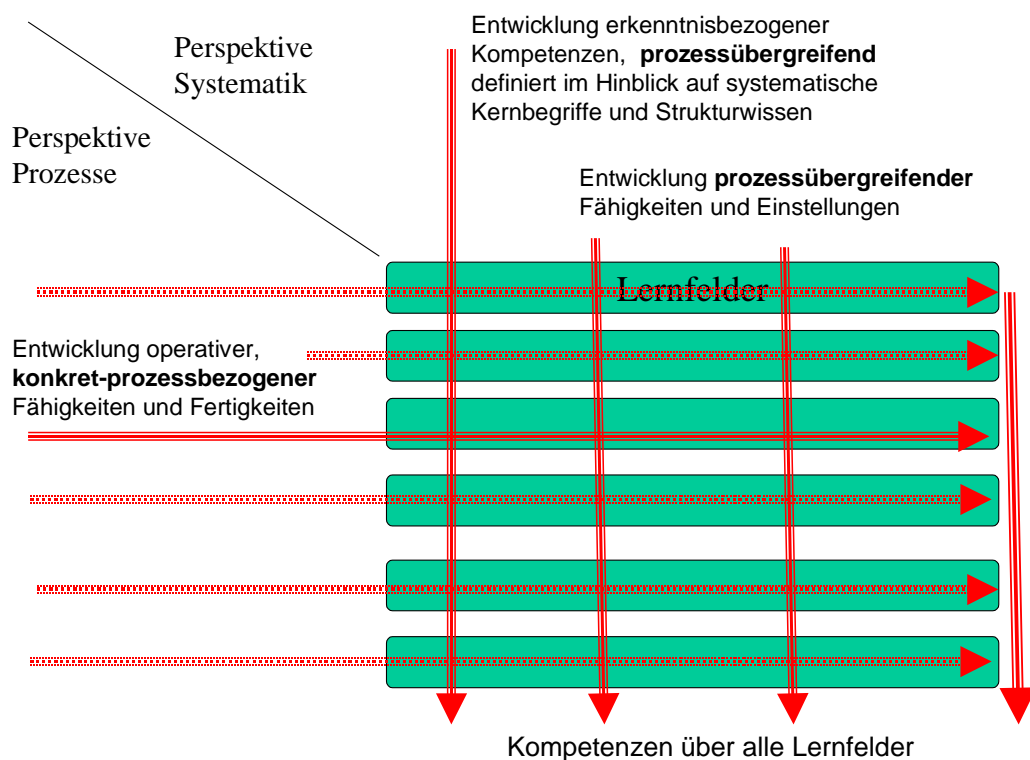 Perspektive
Systematik
Perspektive
Prozesse
Entwicklung erkenntnisbezogener
Kompetenzen, prozessübergreifend
definiert im Hinblick auf systematische
Kernbegriffe und Strukturwissen
Entwicklung prozessübergreifender
Fähigkeiten und Einstellungen
Lernfelder
Entwicklung operativer,
konkret-prozessbezogener
Fähigkeiten und Fertigkeiten
Kompetenzen über alle Lernfelder